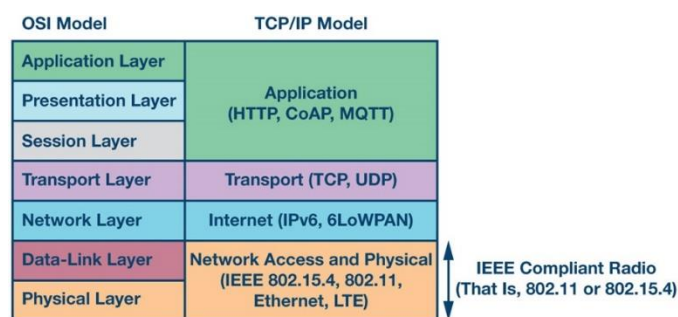 OSI Model
TCP/IP Model
Application Layer
Presentation Layer
Session Layer
Application
(HTTP, CoAP, MQTT)
Transport Layer
Transport (TCP, UDP)
Network Layer
Internet (IPv6, 6LoWPAN)
Data-Link Layer
Physical Layer
Network Access and Physical
(IEEE 802.15.4, 802.11,
Ethernet, LTE)
IEEE Compliant Radio
(That Is, 802.11 or 802.15.4)